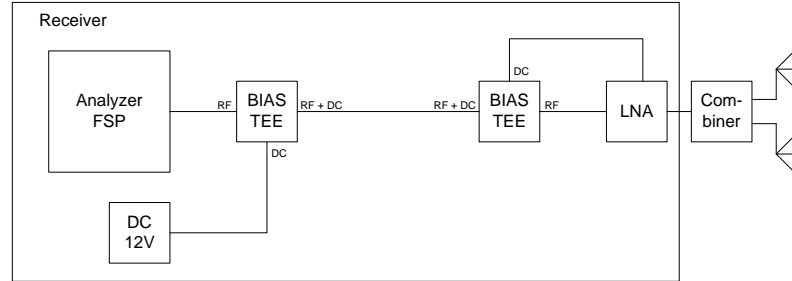 Receiver
Analyzer
FSP
RF
BIAS
TEE
RF + DC
DC
DC
12V
RF + DC
BIAS
TEE
DC
RF
LNA
Com-
biner